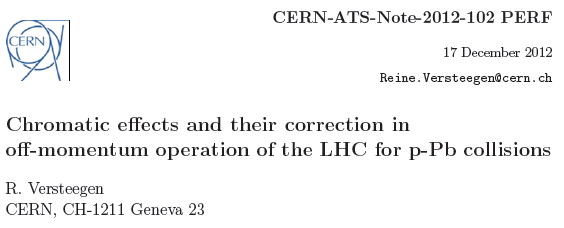 CERN
CERN-ATS-Note-2012-102 PERF
17 December 2012
Reine.Versteegen@cern.ch
Chromatic effects and their correction in
off-momentum operation of the LHC for p-Pb collisions
R. Versteegen
CERN, CH-1211 Geneva 23